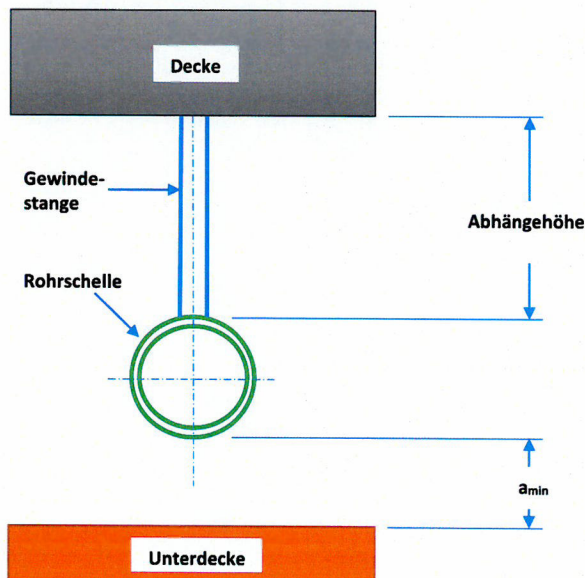 Decke
Gewinde-
stange
Abhängehöhe
Rohrschelle
amin
Unterdecke